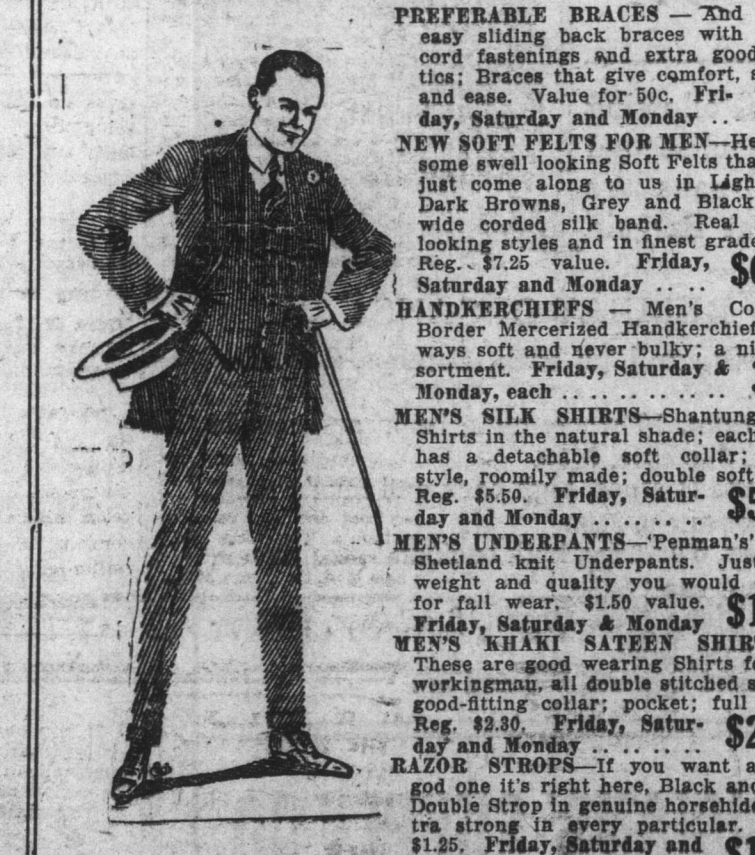 PREFERABLE BRACES — And
easy sliding back braces with
cord fastenings and extra good
tics; Braces that give comfort,
and ease. Value for 50c. Fri-
day, Saturday and Monday ..
NEW SOFT FELTS FOR MEN—He
some swell looking Soft Felts tha
just come along to us in Ligh
Dark Browns, Grey and Black
wide corded silk band. Real
looking styles and in finest grade
Reg. $7.25 value. Friday,
Saturday and Monday .. ..
HANDKERCHIEFS — Men's Co
Border Mercerized Handkerchief
ways soft and never bulky; a ni
sortment. Friday, Saturday &
Monday, each .. .. .. .. .. ..
MEN'S SILK SHIRTS—Shantung
Shirts in the natural shade; each
has a detachable soft collar;
style, roomily made; double soft
Reg. $5.50. Friday, Satur- $5
day and Monday .. .. .. ..
MEN'S UNDERPANTS—'Penman's'
Shetland knit Underpants. Jus
weight and quality you would
for fall wear. $1.50 value. $1
Friday, Saturday & Monday
MEN'S KHAKI SATEEN SHIR
These are good wearing Shirts f
workingman, all double stitched s
good-fitting collar; pocket; full
Reg. $2.30. Friday, Satur- $2
day and Monday .. .. .. ..
RAZOR STROPS—If you want a
god one it's right here, Black and
Double Strop in genuine horsehide
tra strong in every particular.
$1.25. Friday, Saturday and